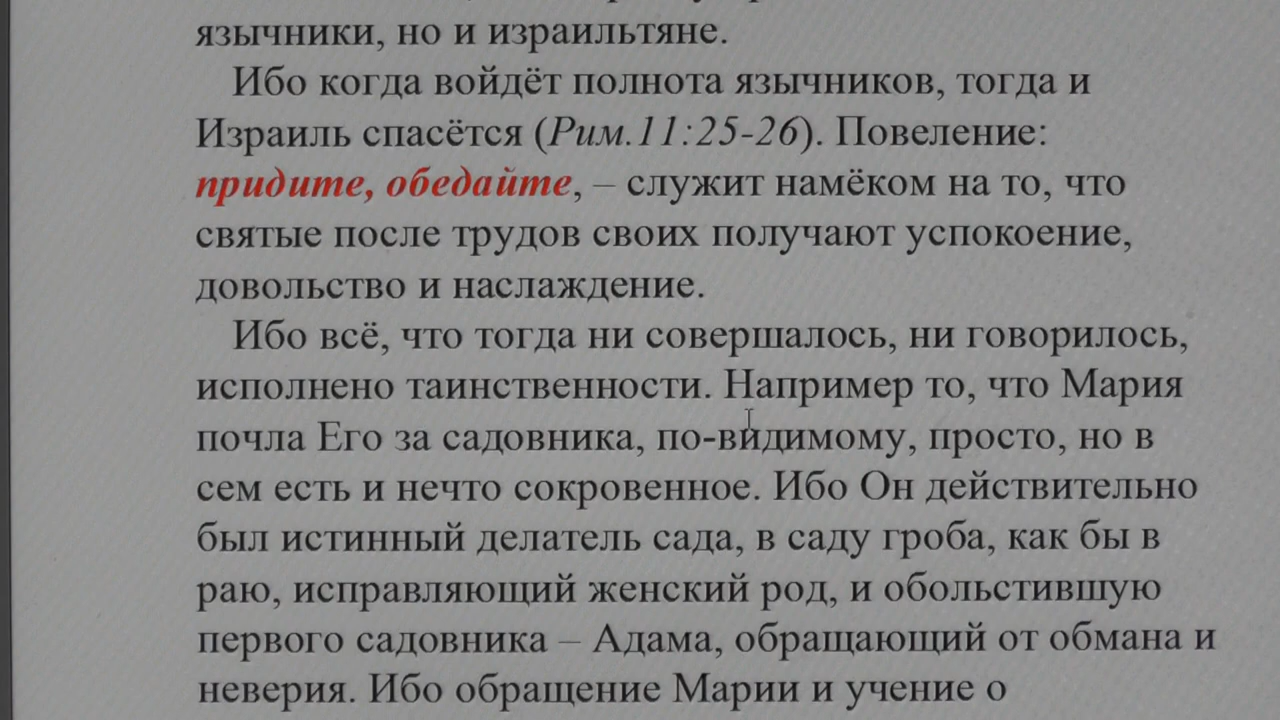 язычники, но и израильтяне.
Ибо когда войдёт полнота язычников, тогда и
Израиль спасётся (Рим.11:25-26). Повеление:
придите, обедайте, – служит намёком на то, что
святые после трудов своих получают успокоение,
довольство и наслаждение.
Ибо всё, что тогда ни совершалось, ни говорилось,
исполнено таинственности. Например то, что Мария
почла Его за садовника, по-видимому, просто, но в
сем есть и нечто сокровенное. Ибо Он действительно
был истинный делатель сада, в саду гроба, как бы в
раю, исправляющий женский род, и обольстившую
первого садовника – Адама, обращающий от обмана и
неверия. Ибо обращение Марии и учение о